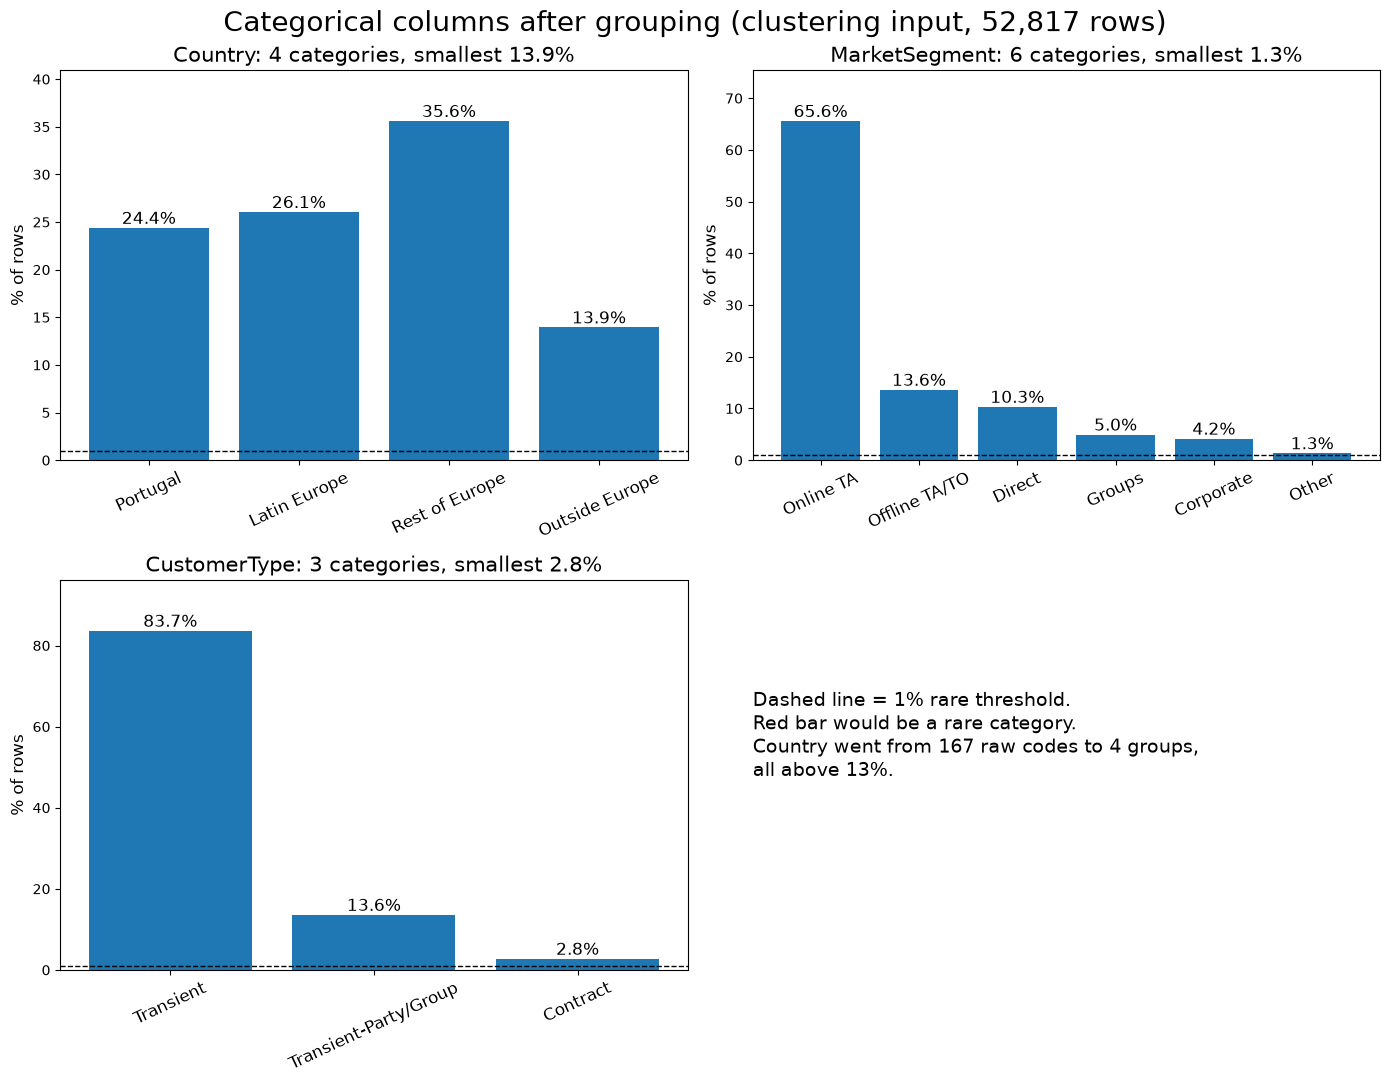 Categorical columns after grouping (clustering input, 52,817 rows)
Country: 4 categories, smallest 13.9%
% of rows
40
35
30
25
20
15
10
5
0
24.4%
26.1%
35.6%
13.9%
Portugal
Latin Europe
Rest of Europe
Outside Europe
MarketSegment: 6 categories, smallest 1.3%
% of rows
70
60
50
40
30
20
10
0
65.6%
13.6%
10.3%
5.0%
4.2%
1.3%
Online TA
Offline TA/TO
Direct
Groups
Corporate
Other
CustomerType: 3 categories, smallest 2.8%
% of rows
80
60
40
20
0
83.7%
13.6%
2.8%
Transient
Transient-Party/Group
Contract
Dashed line = 1% rare threshold.
Red bar would be a rare category.
Country went from 167 raw codes to 4 groups,
all above 13%.